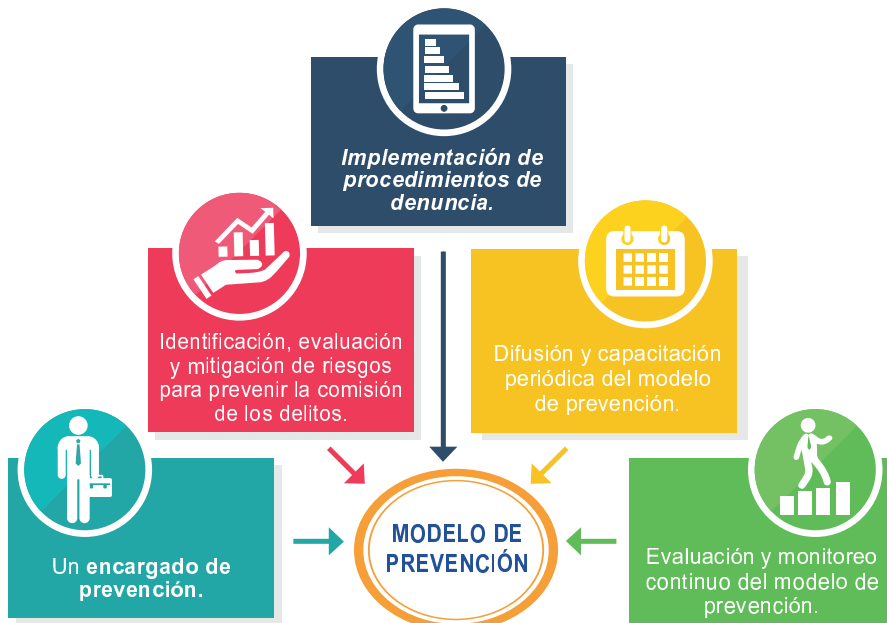 Implementación de
procedimientos de
denuncia.
Identificación, evaluación
y mitigación de riesgos
para prevenir la comisión
de los delitos.
Difusión y capacitación
periódica del modelo
de prevención.
Un encargado de
prevención.
MODELO DE
PREVENCIÓN
Evaluación y monitoreo
continuo del modelo de
prevención.